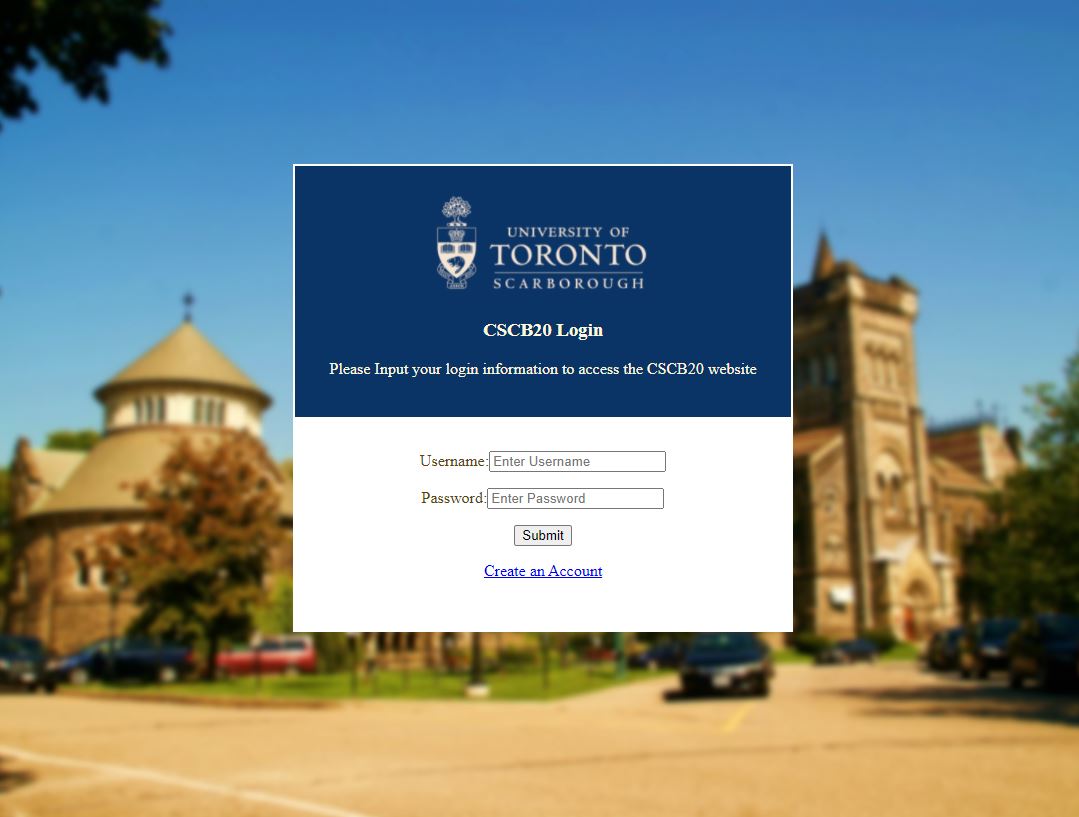 UNIVERSITY OF
TORONTO
SCARBOROUGH
CSCB20 Login
Please Input your login information to access the CSCB20 website
Username: Enter Username
Password: Enter Password
Submit
Create an Account